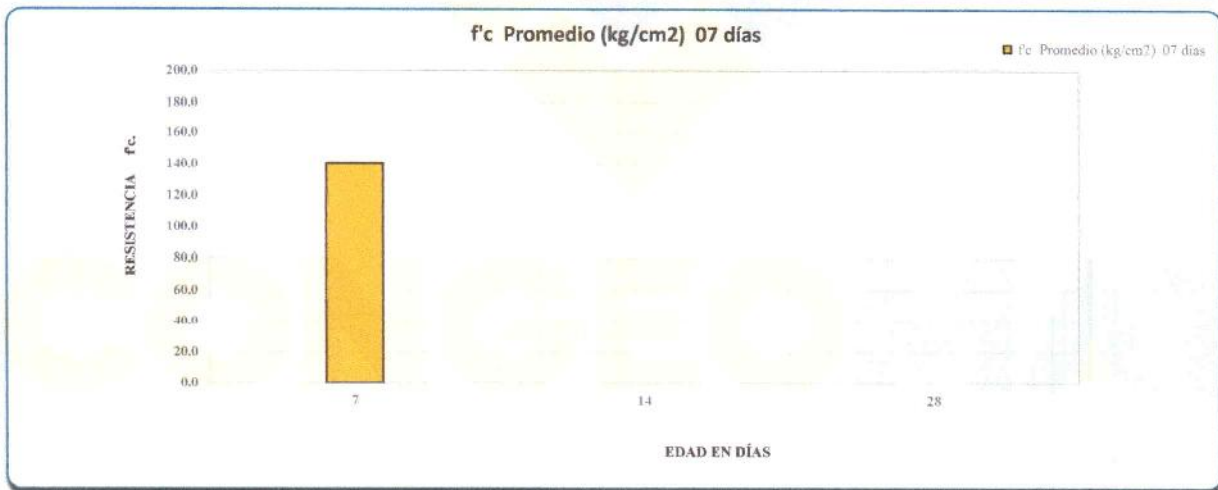 f'c Promedio (kg/cm2) 07 días
f'c Promedio (kg/cm2) 07 días
200.0
180.0
160.0
140.0
120.0
100.0
80.0
60.0
40.0
20.0
0.0
RESISTENCIA f'c.
7
14
28
EDAD EN DÍAS
CONGEO